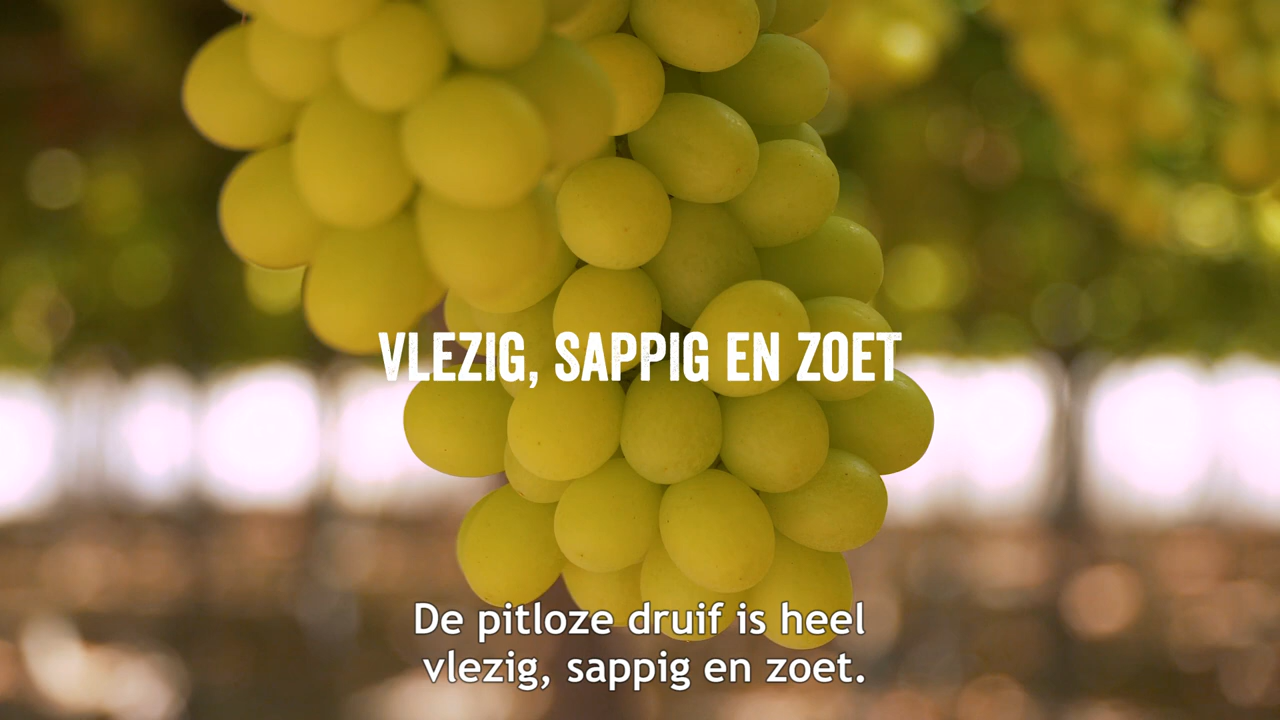 VLEZIG, SAPPIG EN ZOET
De pitloze druif is heel
vlezig, sappig en zoet.